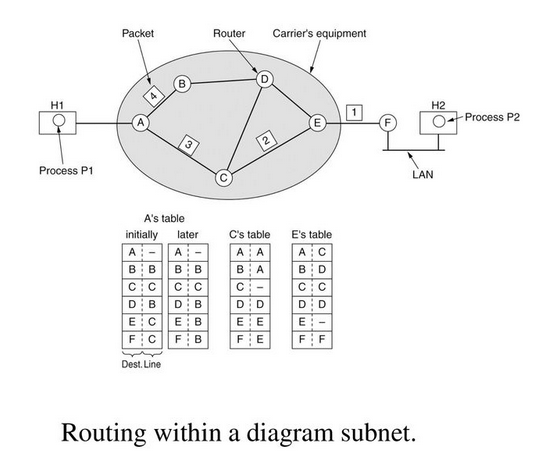 Packet Router Carrier's equipment
B D
4
H1 1 H2
A E F Process P2
3 2
Process P1 LAN
C
A's table
initially later C's table E's table
A – A – A A A C
B B B B B A B D
C C C B C – C C
D B D B D D D D
E C E B E E E –
F C F B F E F F
Dest. Line
Routing within a diagram subnet.